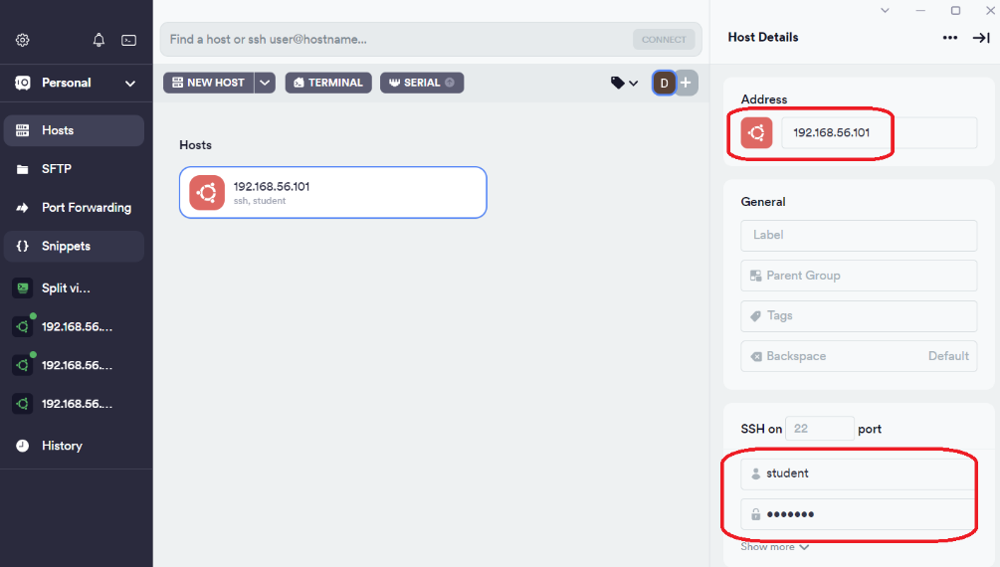 Personal
Hosts
SFTP
Port Forwarding
{} Snippets
Split vi...
192.168.56....
192.168.56....
192.168.56....
History
Find a host or ssh user@hostname...
CONNECT
NEW HOST
TERMINAL
SERIAL
D
+
Hosts
192.168.56.101
ssh, student
Host Details
Address
192.168.56.101
General
Label
Parent Group
Tags
Backspace Default
SSH on 22 port
student
•••••••
Show more